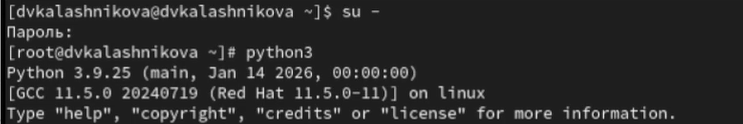 [dvkalashnikova@dvkalashnikova ~]$ su -
Пароль:
[root@dvkalashnikova ~]# python3
Python 3.9.25 (main, Jan 14 2026, 00:00:00)
[GCC 11.5.0 20240719 (Red Hat 11.5.0-11)] on linux
Type "help", "copyright", "credits" or "license" for more information.